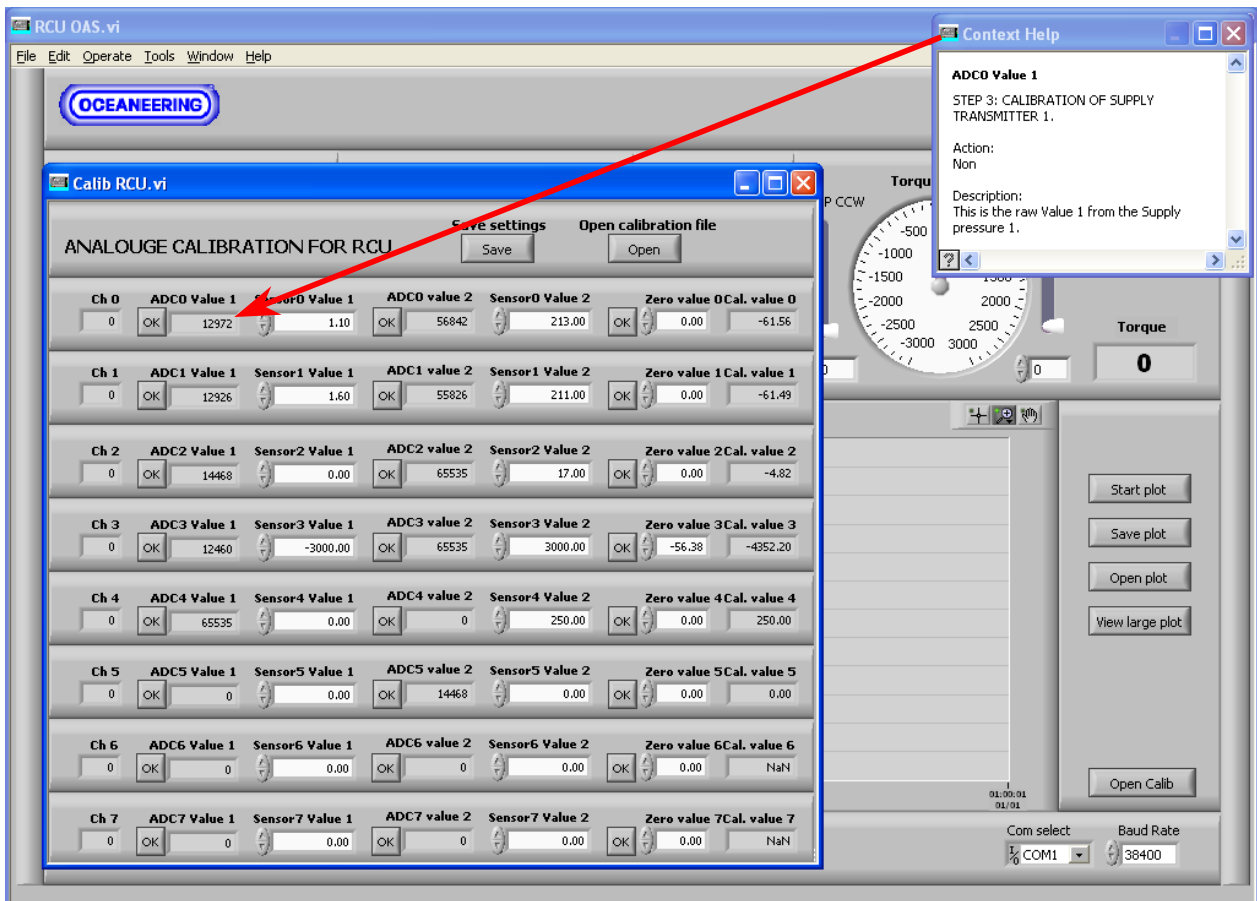 RCU OAS.vi
File Edit Operate Tools Window Help
OCEANEERING
Context Help
ADC0 Value 1
STEP 3: CALIBRATION OF SUPPLY
TRANSMITTER 1.
Action:
Non
Description:
This is the raw Value 1 from the Supply
pressure 1.
Calib RCU.vi
Save settings Open calibration file
ANALOUGE CALIBRATION FOR RCU Save Open
Ch 0 ADC0 Value 1 Sensor0 Value 1 ADC0 value 2 Sensor0 Value 2 Zero value 0 Cal. value 0
0 OK 12972 1.10 OK 56842 213.00 OK 0.00 -61.56
Ch 1 ADC1 Value 1 Sensor1 Value 1 ADC1 value 2 Sensor1 Value 2 Zero value 1 Cal. value 1
0 OK 12926 1.60 OK 55826 211.00 OK 0.00 -61.49
Ch 2 ADC2 Value 1 Sensor2 Value 1 ADC2 value 2 Sensor2 Value 2 Zero value 2 Cal. value 2
0 OK 14468 0.00 OK 65535 17.00 OK 0.00 -4.82
Ch 3 ADC3 Value 1 Sensor3 Value 1 ADC3 value 2 Sensor3 Value 2 Zero value 3 Cal. value 3
0 OK 12460 -3000.00 OK 65535 3000.00 OK -56.38 -4352.20
Ch 4 ADC4 Value 1 Sensor4 Value 1 ADC4 value 2 Sensor4 Value 2 Zero value 4 Cal. value 4
0 OK 65535 0.00 OK 0 250.00 OK 0.00 250.00
Ch 5 ADC5 Value 1 Sensor5 Value 1 ADC5 value 2 Sensor5 Value 2 Zero value 5 Cal. value 5
0 OK 0 0.00 OK 14468 0.00 OK 0.00 0.00
Ch 6 ADC6 Value 1 Sensor6 Value 1 ADC6 value 2 Sensor6 Value 2 Zero value 6 Cal. value 6
0 OK 0 0.00 OK 0 0.00 OK 0.00 NaN
Ch 7 ADC7 Value 1 Sensor7 Value 1 ADC7 value 2 Sensor7 Value 2 Zero value 7 Cal. value 7
0 OK 0 0.00 OK 0 0.00 OK 0.00 NaN
P CCW
-500
-1000
-1500
-2000 2000
-2500 2500
-3000 3000
0
Torque
0
Start plot
Save plot
Open plot
View large plot
Open Calib
01:00:01
01/01
Com select Baud Rate
COM1 38400